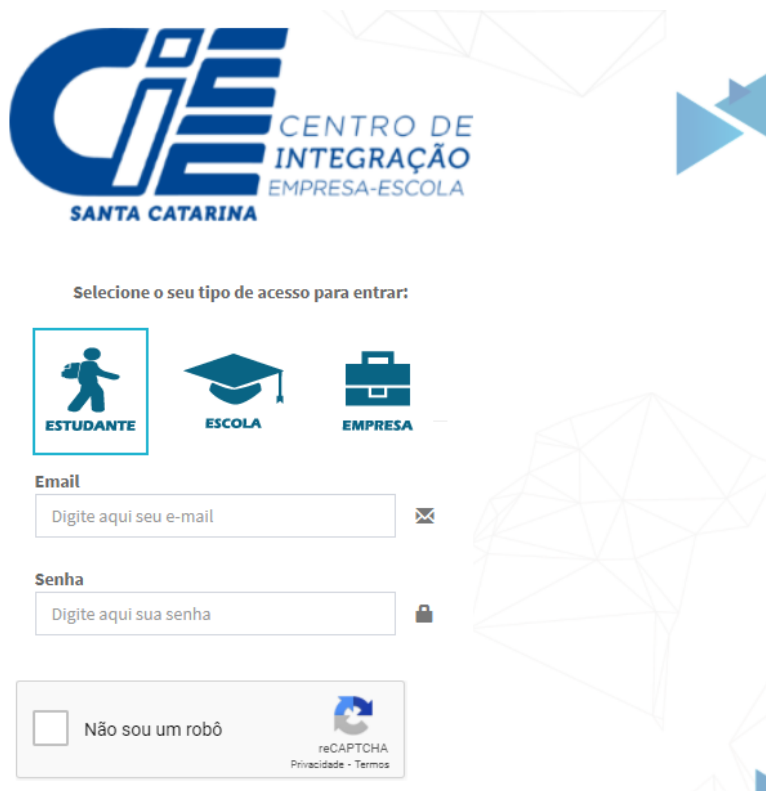 CIEE
CENTRO DE
INTEGRAÇÃO
EMPRESA-ESCOLA
SANTA CATARINA
Selecione o seu tipo de acesso para entrar:
ESTUDANTE
ESCOLA
EMPRESA
Email
Digite aqui seu e-mail
Senha
Digite aqui sua senha
Não sou um robô
reCAPTCHA
Privacidade - Termos